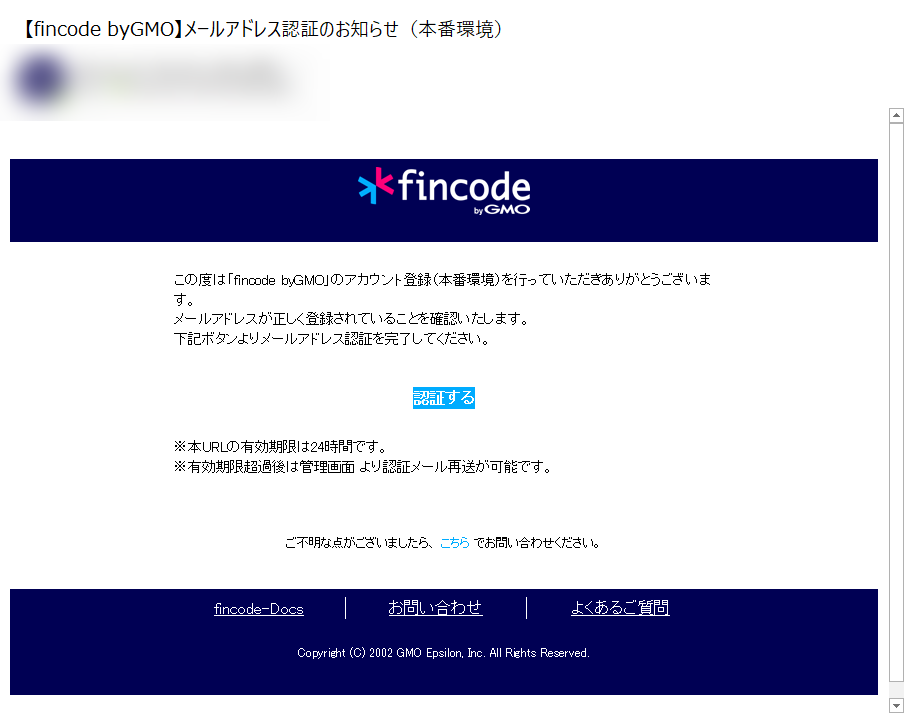 【fincode byGMO】メールアドレス認証のお知らせ（本番環境）
fincode
by GMO
この度は「fincode byGMO」のアカウント登録（本番環境）を行っていただきありがとうございま
す。
メールアドレスが正しく登録されていることを確認いたします。
下記ボタンよりメールアドレス認証を完了してください。
認証する
※本URLの有効期限は24時間です。
※有効期限超過後は管理画面 より認証メール再送が可能です。
ご不明な点がございましたら、 こちら でお問い合わせください。
fincode-Docs お問い合わせ よくあるご質問
Copyright (C) 2002 GMO Epsilon, Inc. All Rights Reserved.